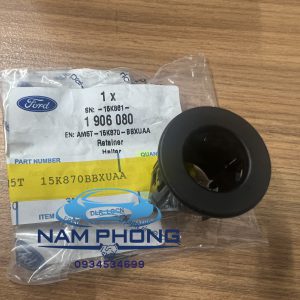 Ford
1 x
SN: -15K861-
1 906 080
EN: AM5T-15K870-BBXUAA
Retainer
Halter
PART NUMBER
5T 15K870BBXUAA
ITEM
NAM PHONG
0934534699